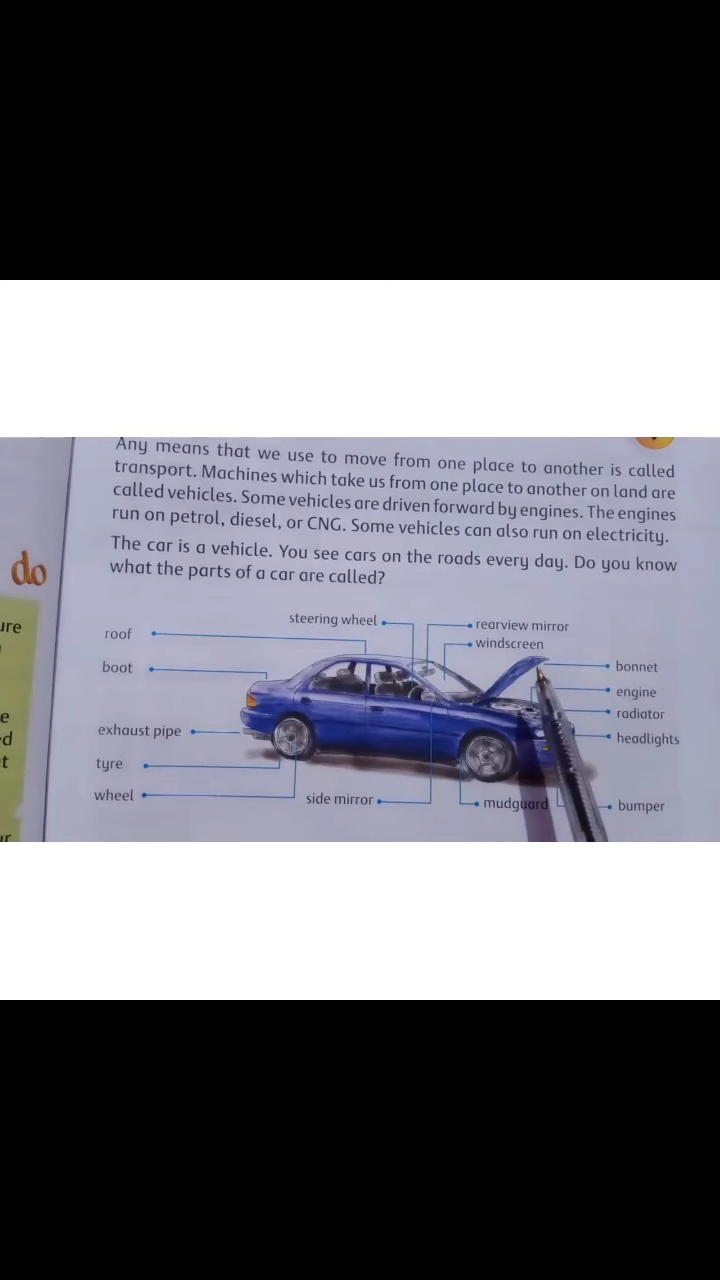 Any means that we use to move from one place to another is called
transport. Machines which take us from one place to another on land are
called vehicles. Some vehicles are driven forward by engines. The engines
run on petrol, diesel, or CNG. Some vehicles can also run on electricity.
The car is a vehicle. You see cars on the roads every day. Do you know
what the parts of a car are called?
do
steering wheel
rearview mirror
roof
windscreen
boot
bonnet
engine
radiator
exhaust pipe
headlights
tyre
wheel
side mirror
mudguard
bumper